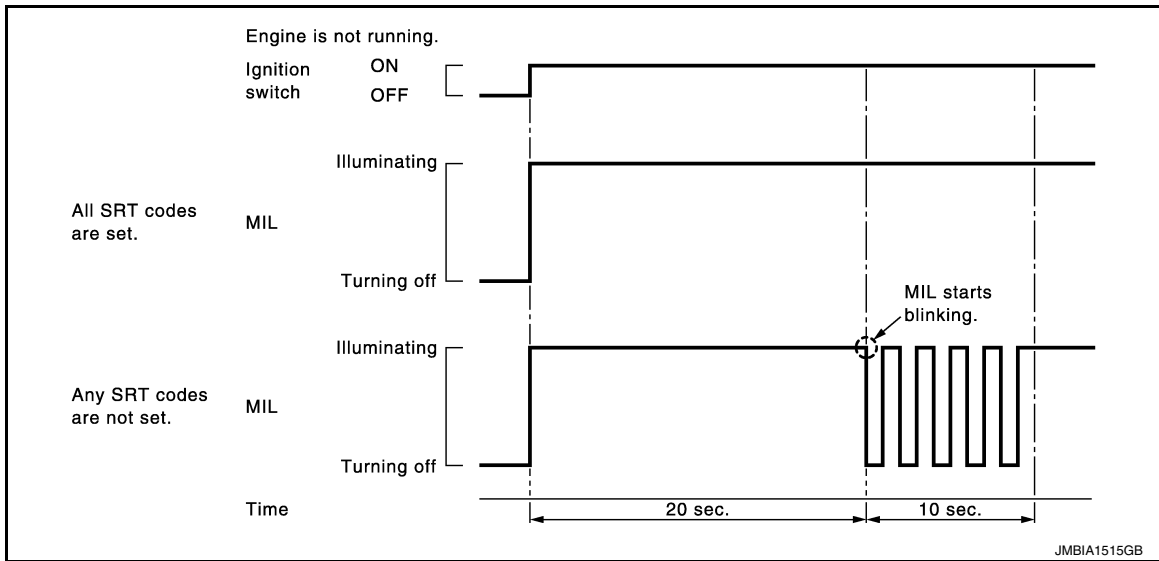 Engine is not running.
Ignition switch
ON
OFF
Illuminating
All SRT codes are set.
MIL
Turning off
MIL starts blinking.
Illuminating
Any SRT codes are not set.
MIL
Turning off
Time
20 sec.
10 sec.
JMBIA1515GB